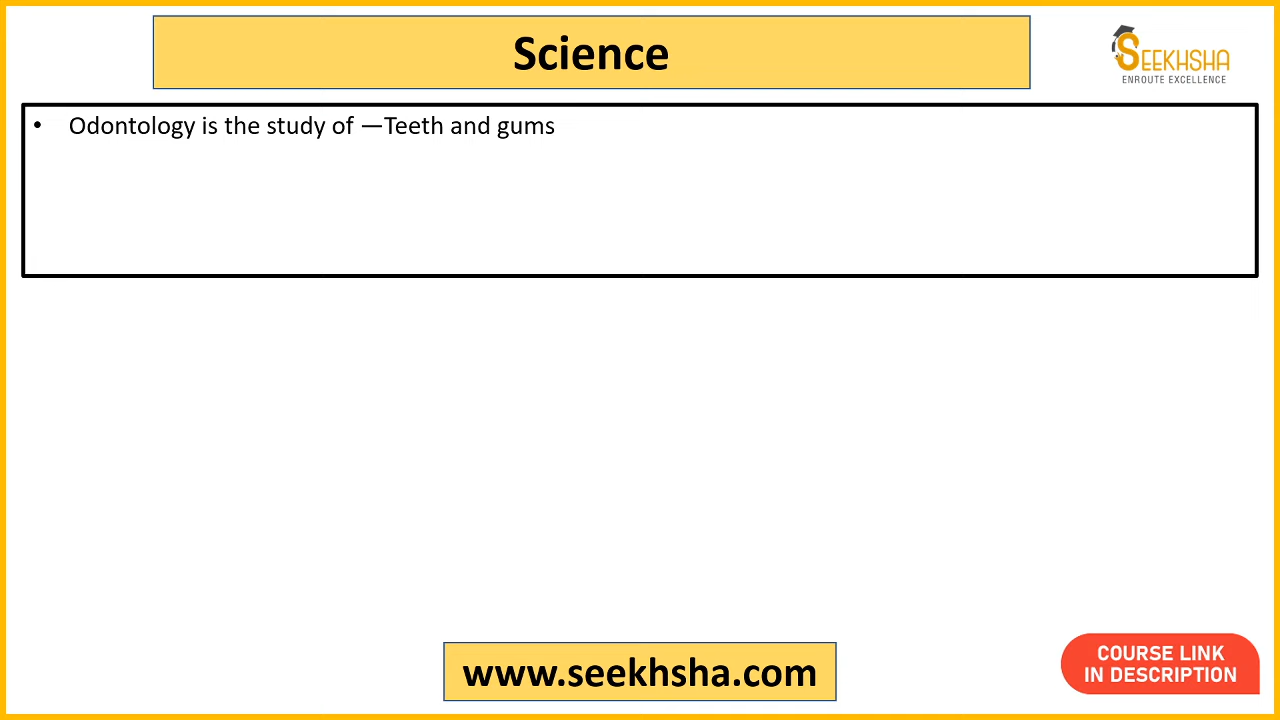 Science
SEEKHSHA
ENROUTE EXCELLENCE
• Odontology is the study of —Teeth and gums
www.seekhsha.com
COURSE LINK
IN DESCRIPTION